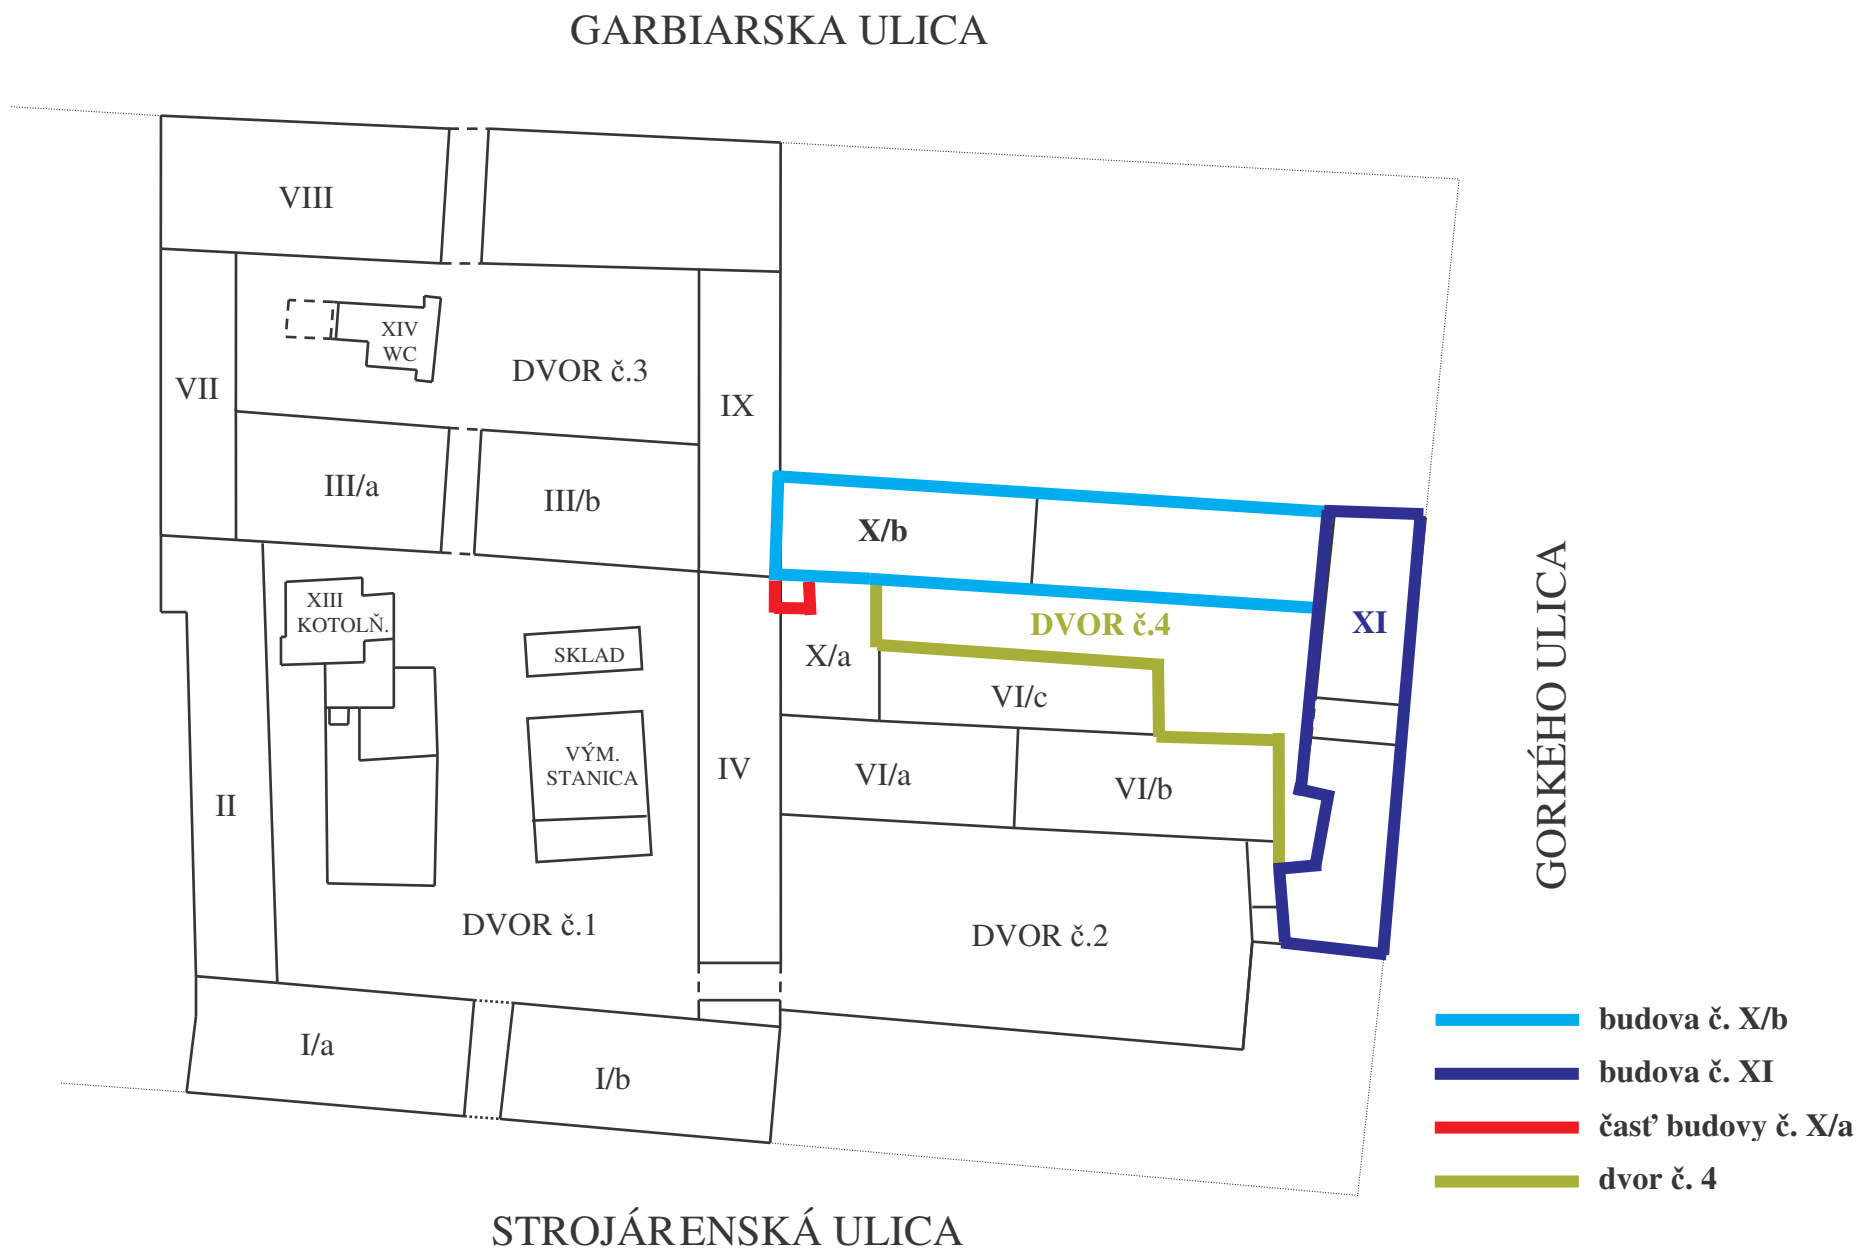 GARBIARSKA ULICA
VIII
XIV
WC
DVOR č.3
VII
IX
III/a
III/b
X/b
XIII
KOTOLŇ.
SKLAD
X/a
DVOR č.4
XI
VI/c
VÝM.
STANICA
IV
VI/a
VI/b
II
DVOR č.1
DVOR č.2
I/a
I/b
GORKÉHO ULICA
budova č. X/b
budova č. XI
časť budovy č. X/a
dvor č. 4
STROJÁRENSKÁ ULICA